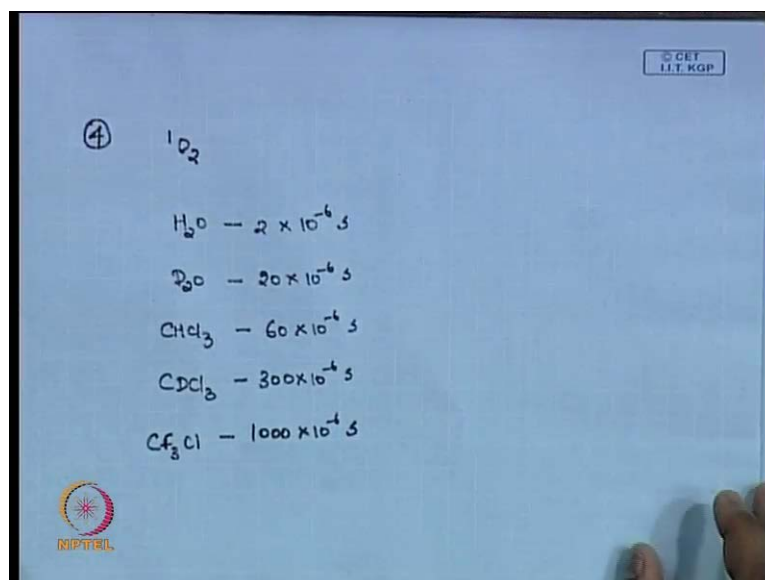 © CET
I.I.T. KGP
④ ¹O₂
H₂O — 2 × 10⁻⁶ s
D₂O — 20 × 10⁻⁶ s
CHCl₃ — 60 × 10⁻⁶ s
CDCl₃ — 300 × 10⁻⁶ s
CF₃Cl — 1000 × 10⁻⁶ s
NPTEL